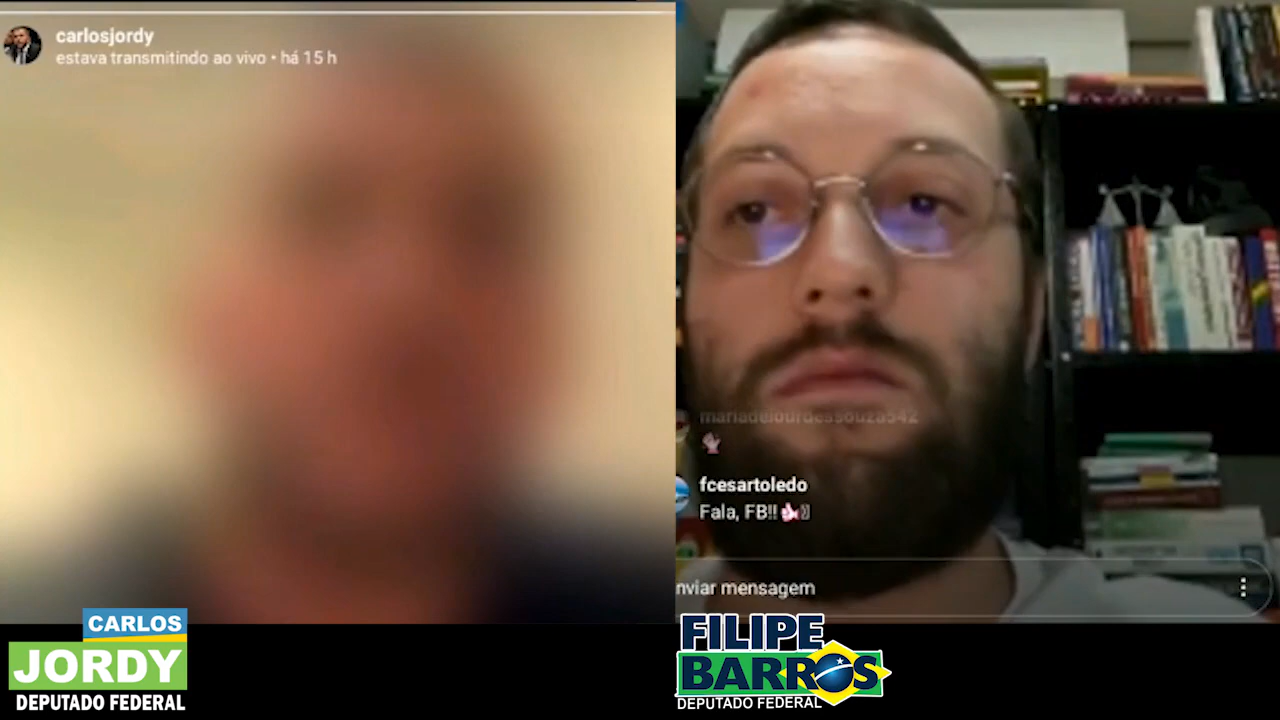 carlosjordy
estava transmitindo ao vivo • há 15 h
mariadelourdessouza542
fcesartoledo
Fala, FB!!
nviar mensagem
CARLOS
JORDY
DEPUTADO FEDERAL
FILIPE
BARROS
DEPUTADO FEDERAL